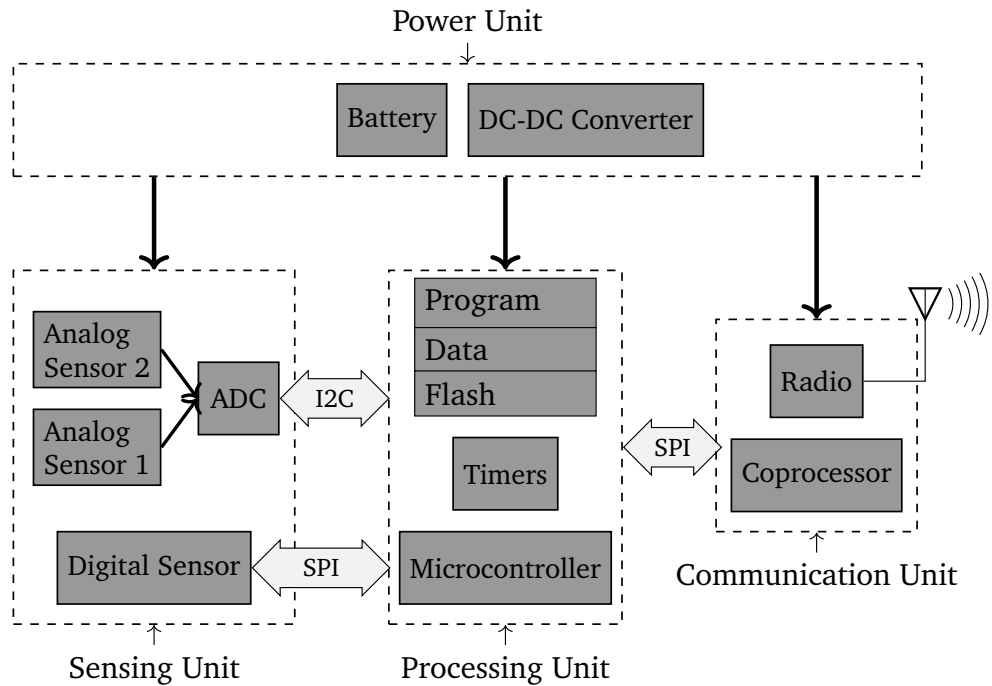 Power Unit
Battery
DC-DC Converter
Analog
Sensor 2
Analog
Sensor 1
ADC
I2C
Digital Sensor
SPI
Program
Data
Flash
Timers
Microcontroller
SPI
Radio
Coprocessor
Communication Unit
Sensing Unit
Processing Unit